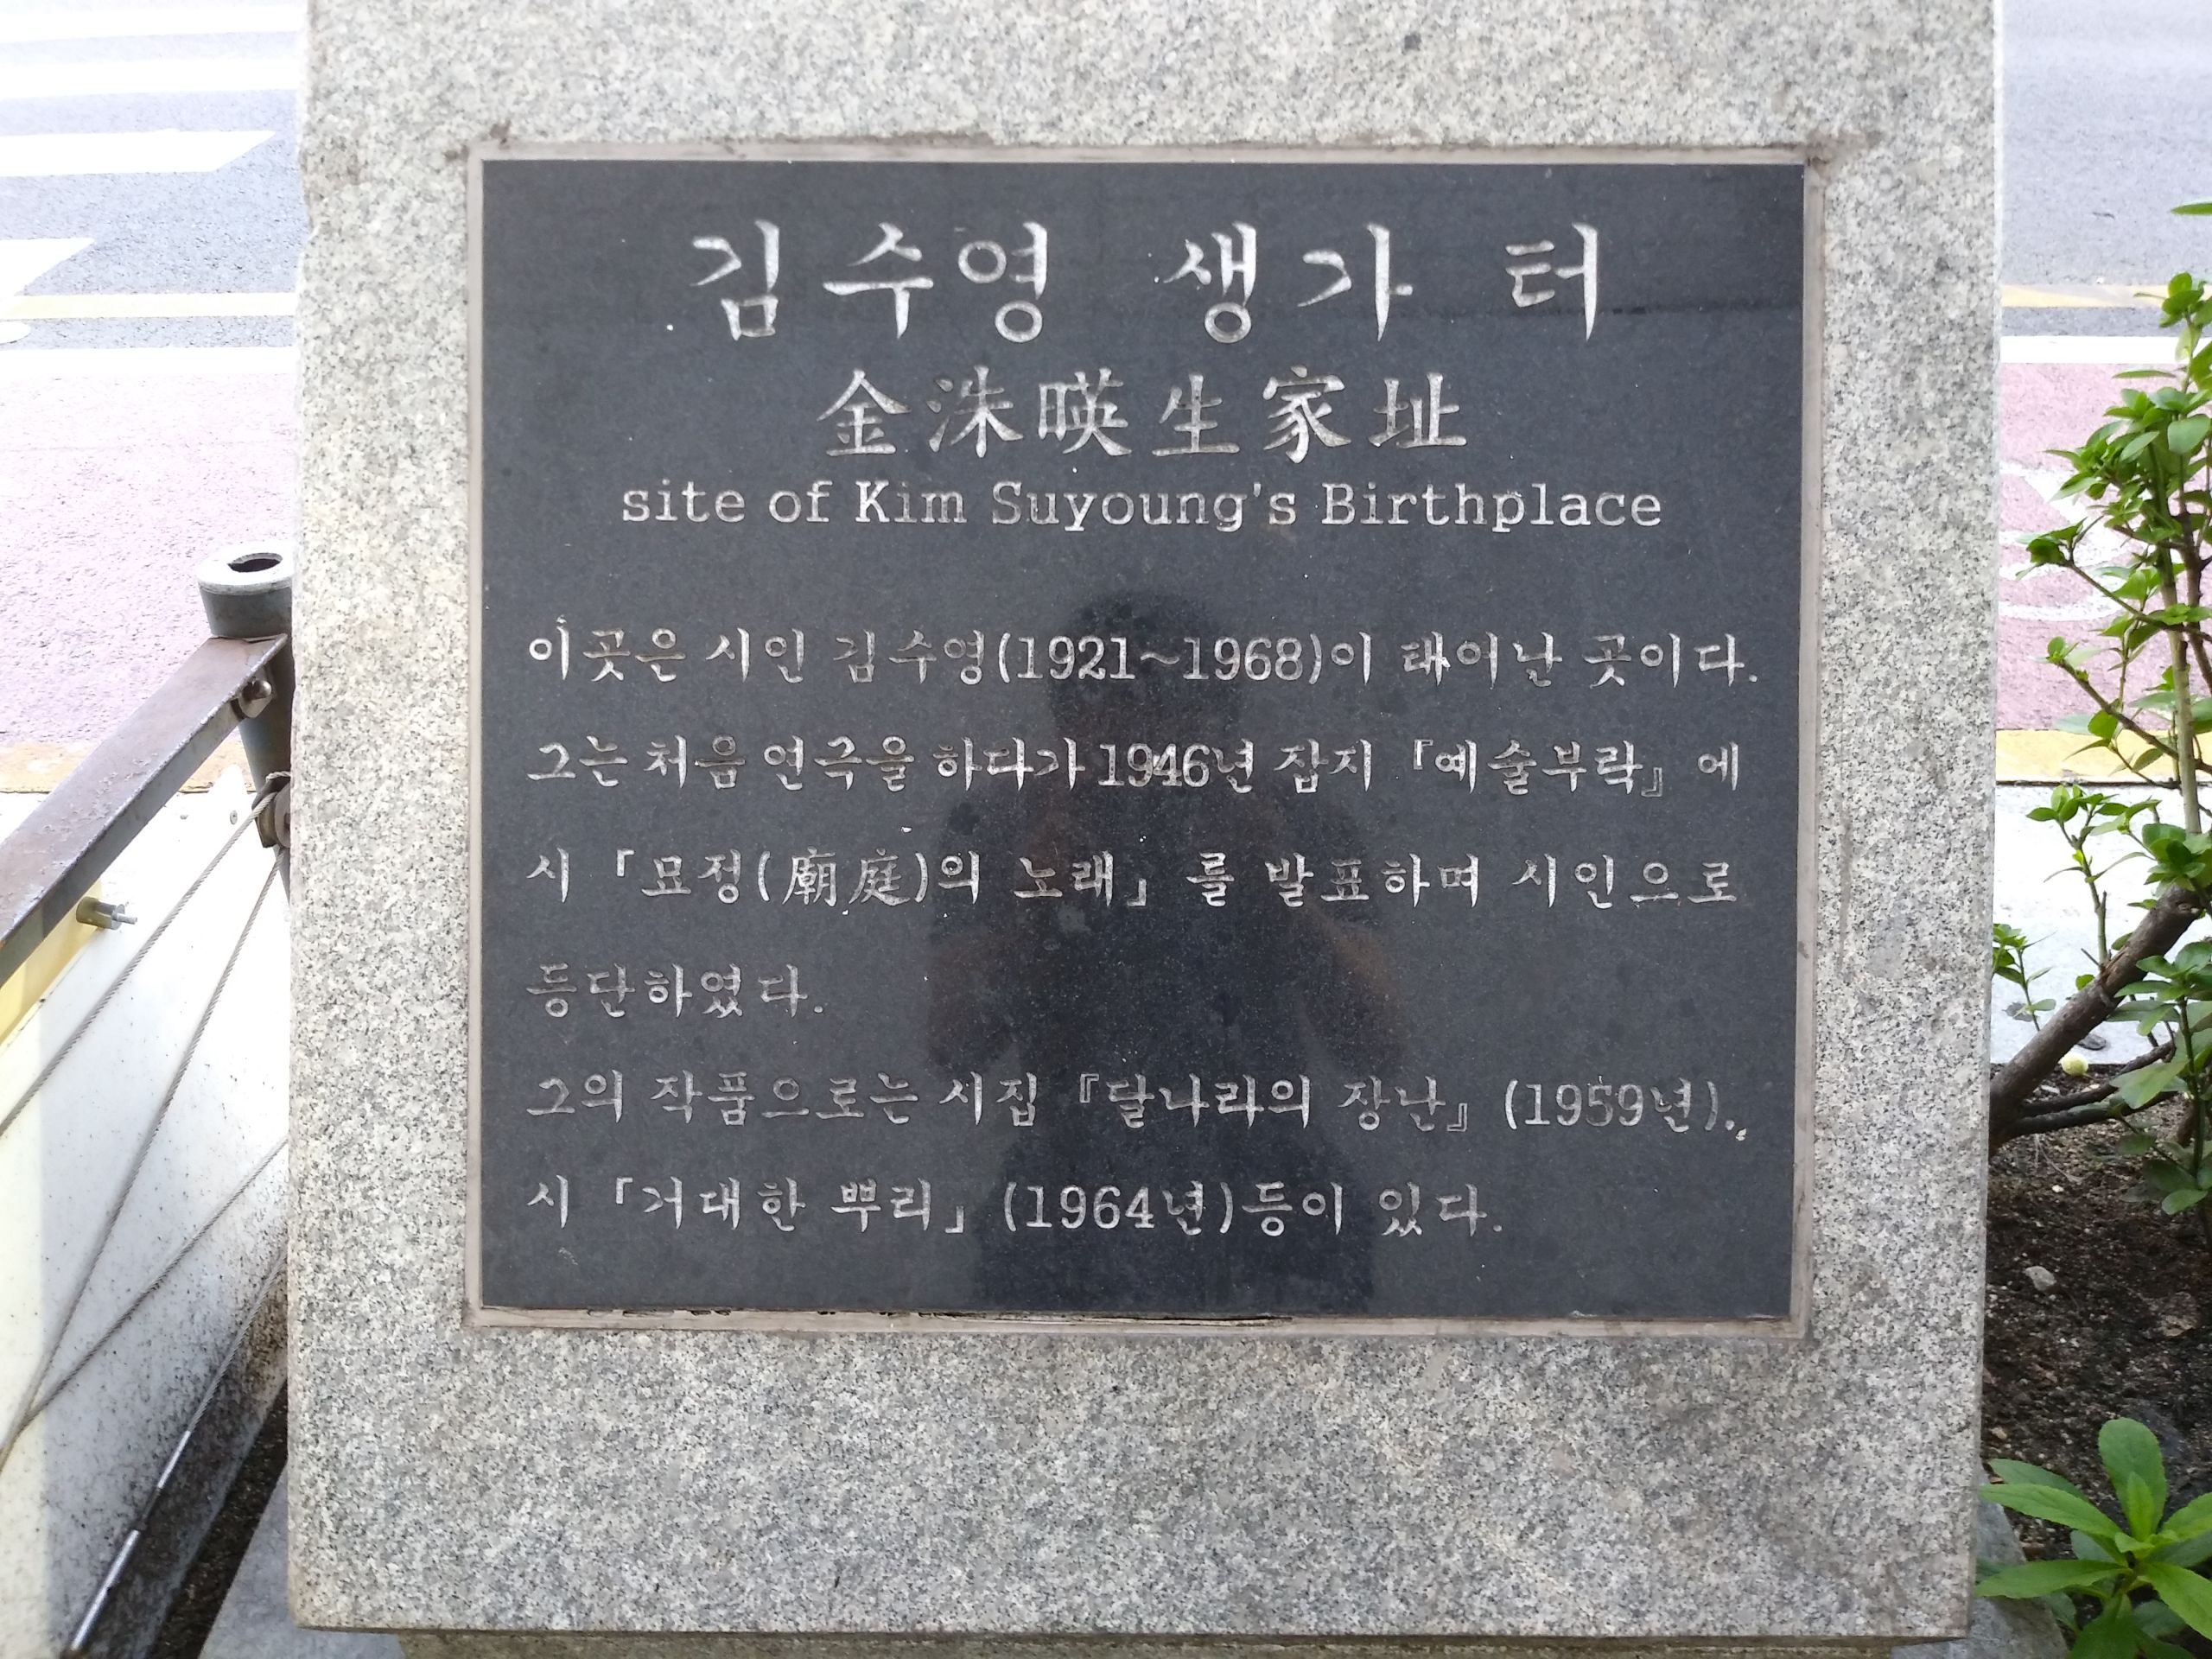 김수영 생가 터
金洙暎生家址
site of Kim Suyoung's Birthplace
이곳은 시인 김수영(1921~1968)이 태어난 곳이다.
그는 처음 연극을 하다가 1946년 잡지 『예술부락』에
시 「묘정(廟庭)의 노래」를 발표하며 시인으로
등단하였다.
그의 작품으로는 시집 『달나라의 장난』(1959년).,
시 「거대한 뿌리」(1964년)등이 있다.